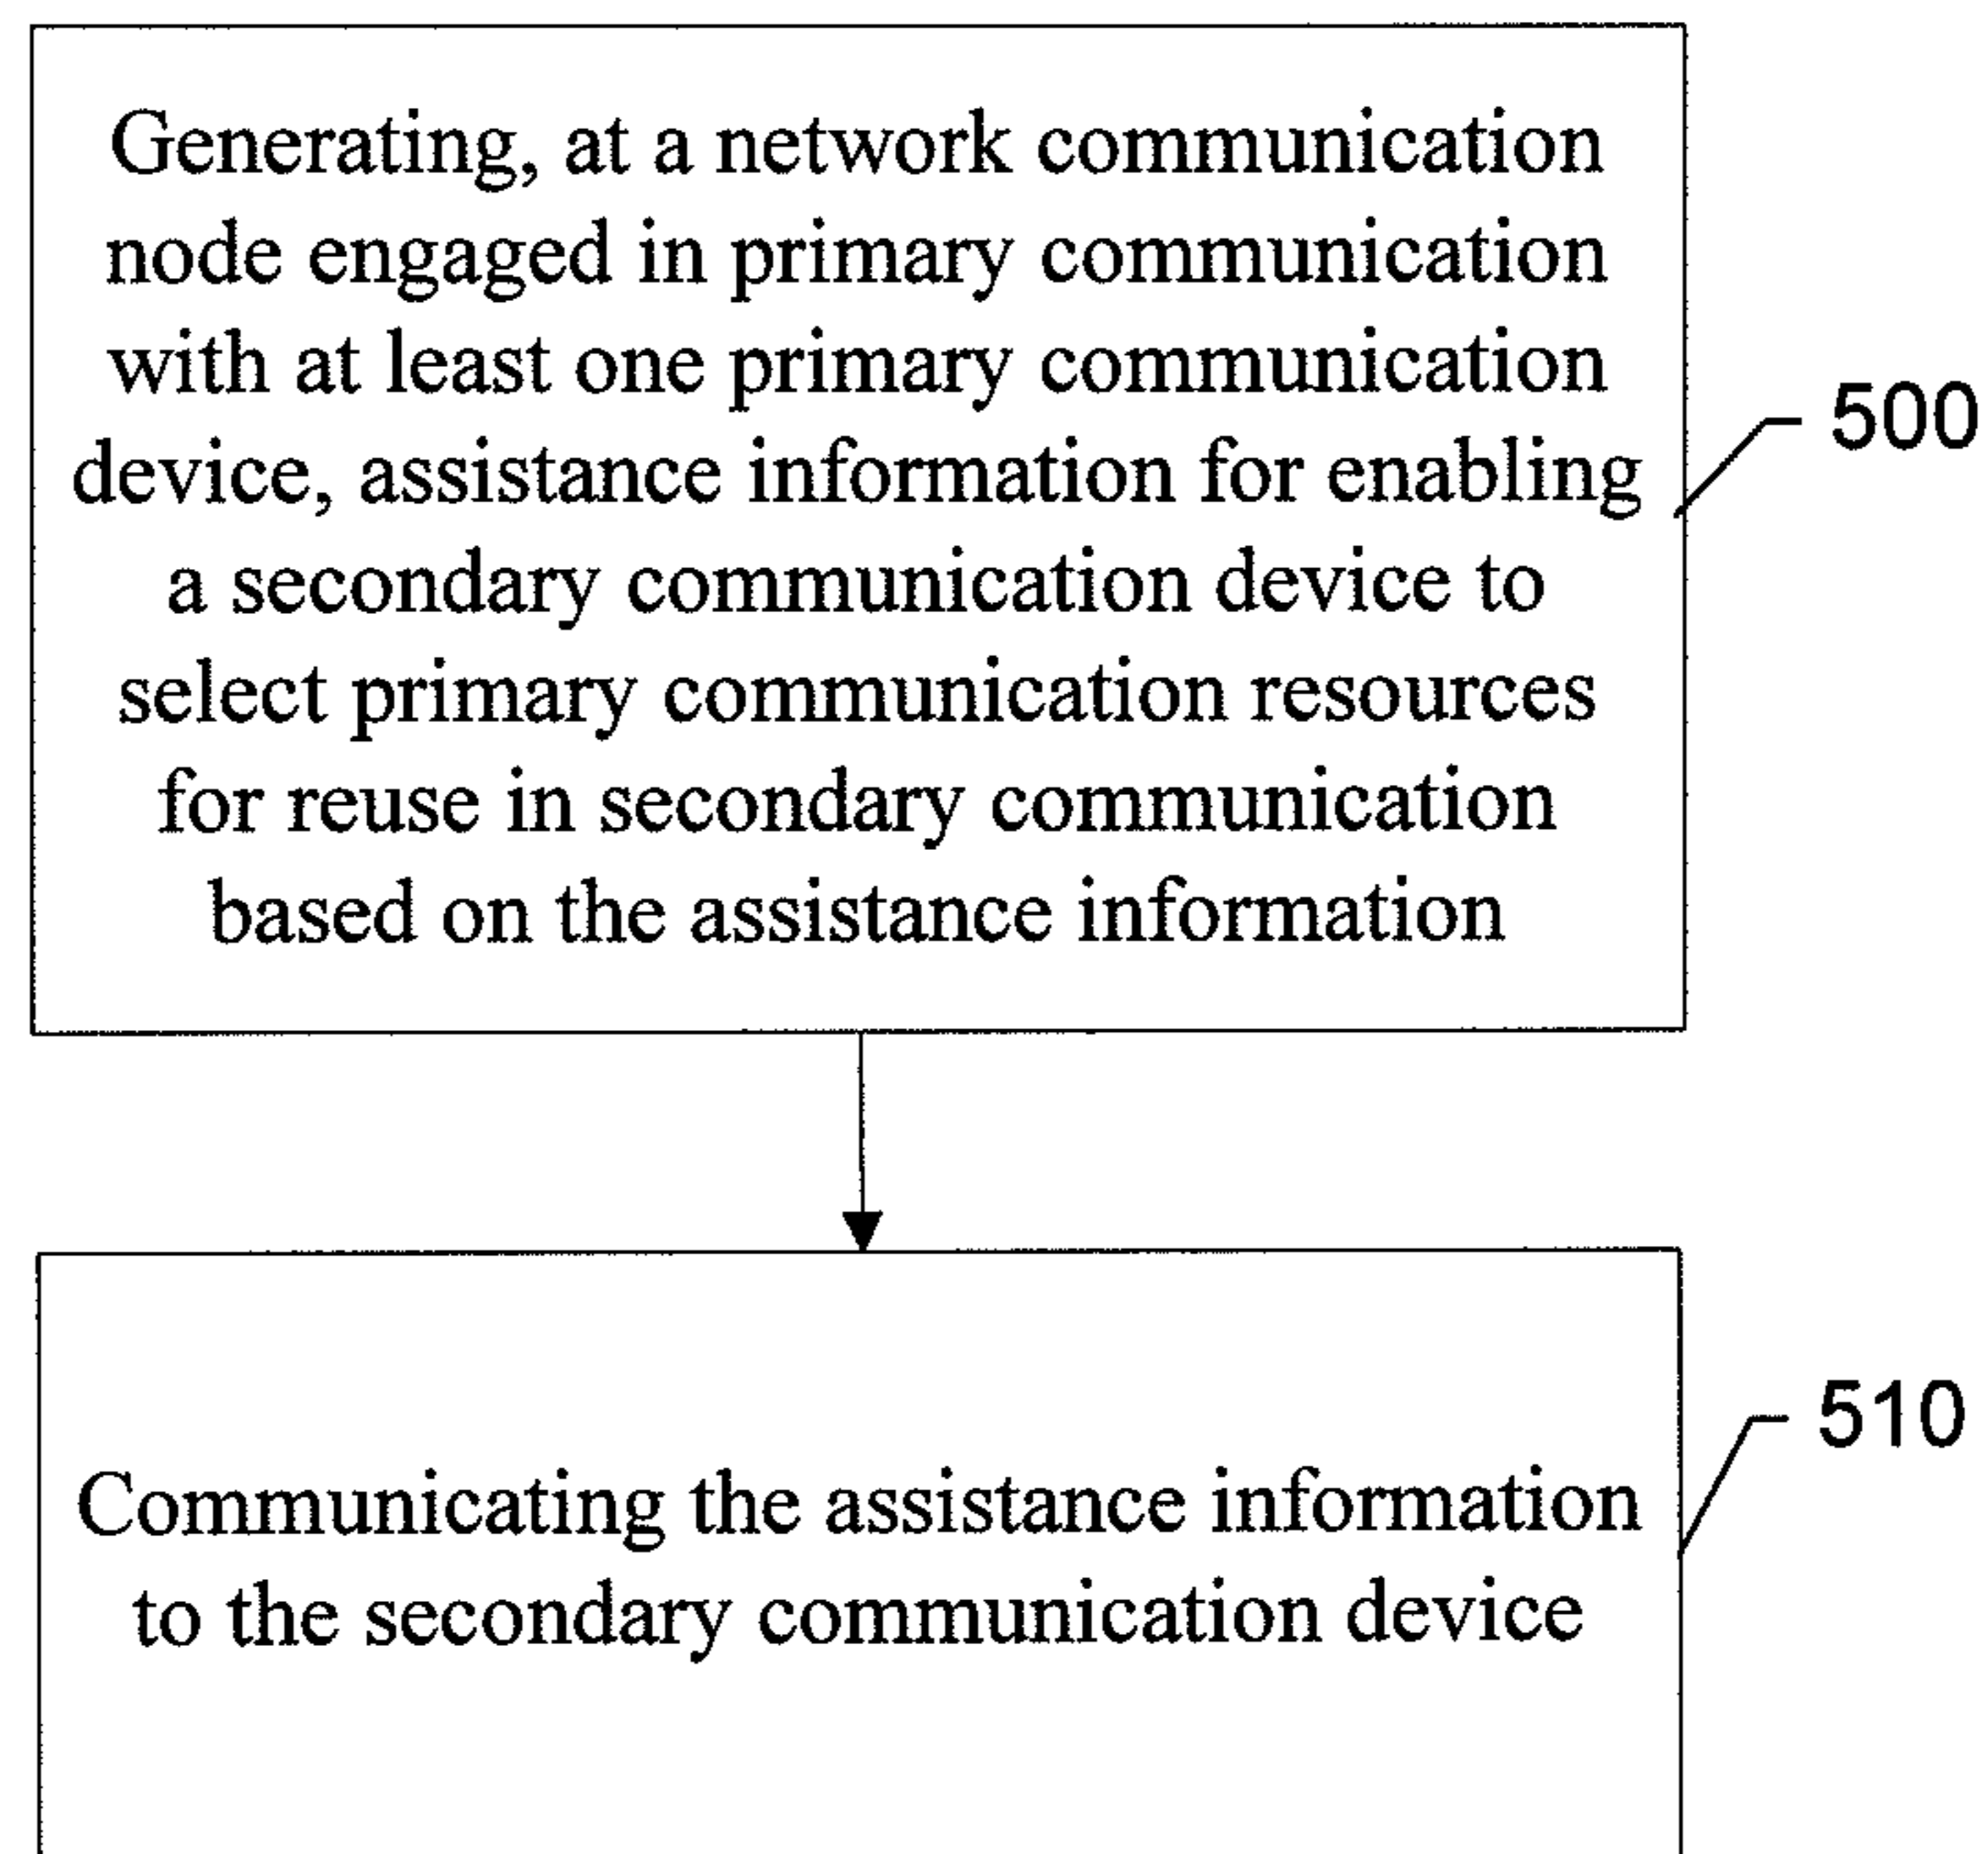 Generating, at a network communication
node engaged in primary communication
with at least one primary communication
device, assistance information for enabling
a secondary communication device to
select primary communication resources
for reuse in secondary communication
based on the assistance information
500
Communicating the assistance information
to the secondary communication device
510